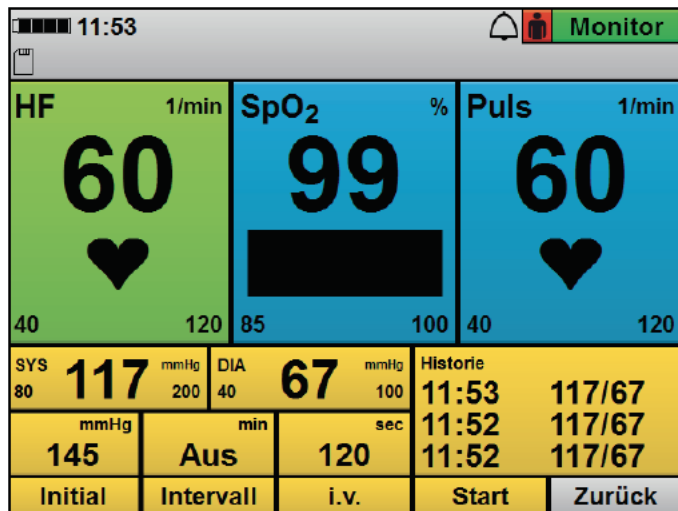 11:53 Monitor
HF 1/min SpO₂ % Puls 1/min
60 99 60
40 120 85 100 40 120
SYS 117 mmHg DIA 67 mmHg Historie
80 200 40 100 11:53 117/67
mmHg min sec 11:52 117/67
145 Aus 120 11:52 117/67
Initial Intervall i.v. Start Zurück